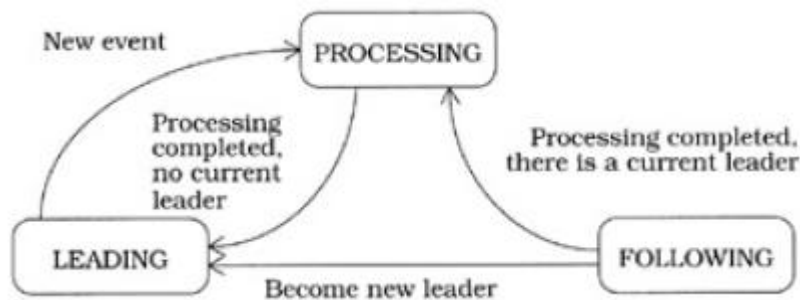 New event
PROCESSING
Processing
completed,
no current
leader
Processing completed,
there is a current leader
LEADING
Become new leader
FOLLOWING